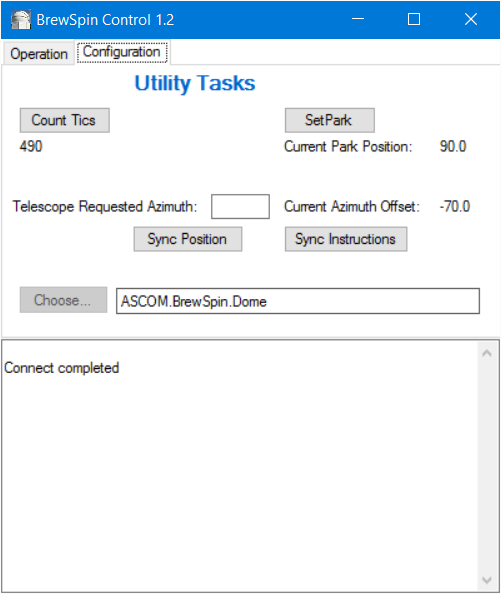 BrewSpin Control 1.2
Operation Configuration
Utility Tasks
Count Tics SetPark
490 Current Park Position: 90.0
Telescope Requested Azimuth: Current Azimuth Offset: -70.0
Sync Position Sync Instructions
Choose... ASCOM.BrewSpin.Dome
Connect completed